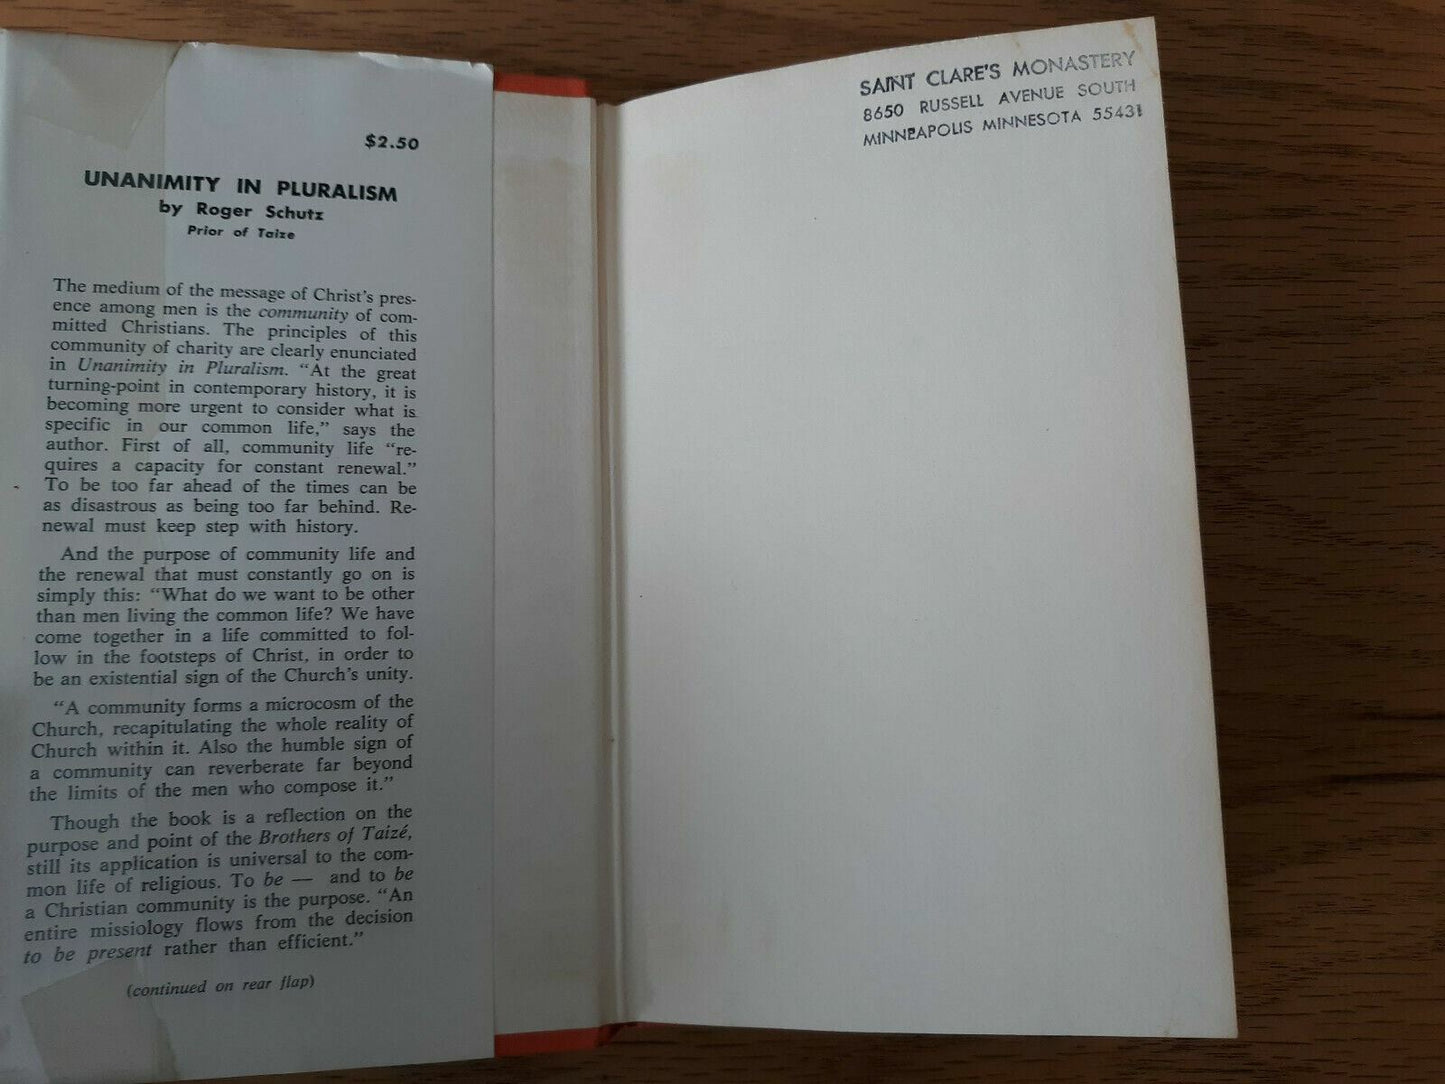 $2.50
UNANIMITY IN PLURALISM
by Roger Schutz
Prior of Taize
The medium of the message of Christ's pres-
ence among men is the community of com-
mitted Christians. The principles of this
community of charity are clearly enunciated
in Unanimity in Pluralism. "At the great
turning-point in contemporary history, it is
becoming more urgent to consider what is
specific in our common life," says the
author. First of all, community life "re-
quires a capacity for constant renewal."
To be too far ahead of the times can be
as disastrous as being too far behind. Re-
newal must keep step with history.
And the purpose of community life and
the renewal that must constantly go on is
simply this: "What do we want to be other
than men living the common life? We have
come together in a life committed to fol-
low in the footsteps of Christ, in order to
be an existential sign of the Church's unity.
"A community forms a microcosm of the
Church, recapitulating the whole reality of
Church within it. Also the humble sign of
a community can reverberate far beyond
the limits of the men who compose it."
Though the book is a reflection on the
purpose and point of the Brothers of Taizé,
still its application is universal to the com-
mon life of religious. To be — and to be
a Christian community is the purpose. "An
entire missiology flows from the decision
to be present rather than efficient."
(continued on rear flap)
SAINT CLARE'S MONASTERY
8650 RUSSELL AVENUE SOUTH
MINNEAPOLIS MINNESOTA 55431